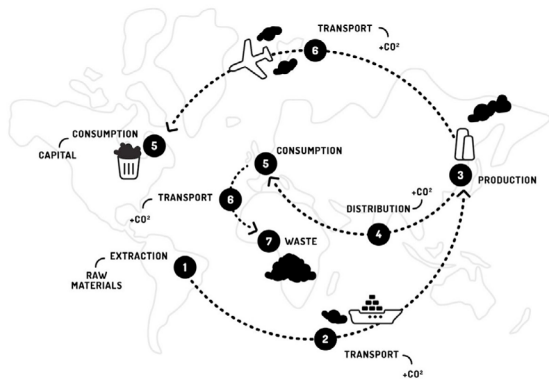 TRANSPORT
+CO²
6
CONSUMPTION
CAPITAL
5
5
CONSUMPTION
3
PRODUCTION
TRANSPORT
+CO²
6
+CO²
DISTRIBUTION
4
7
WASTE
EXTRACTION
RAW
MATERIALS
1
2
TRANSPORT
+CO²